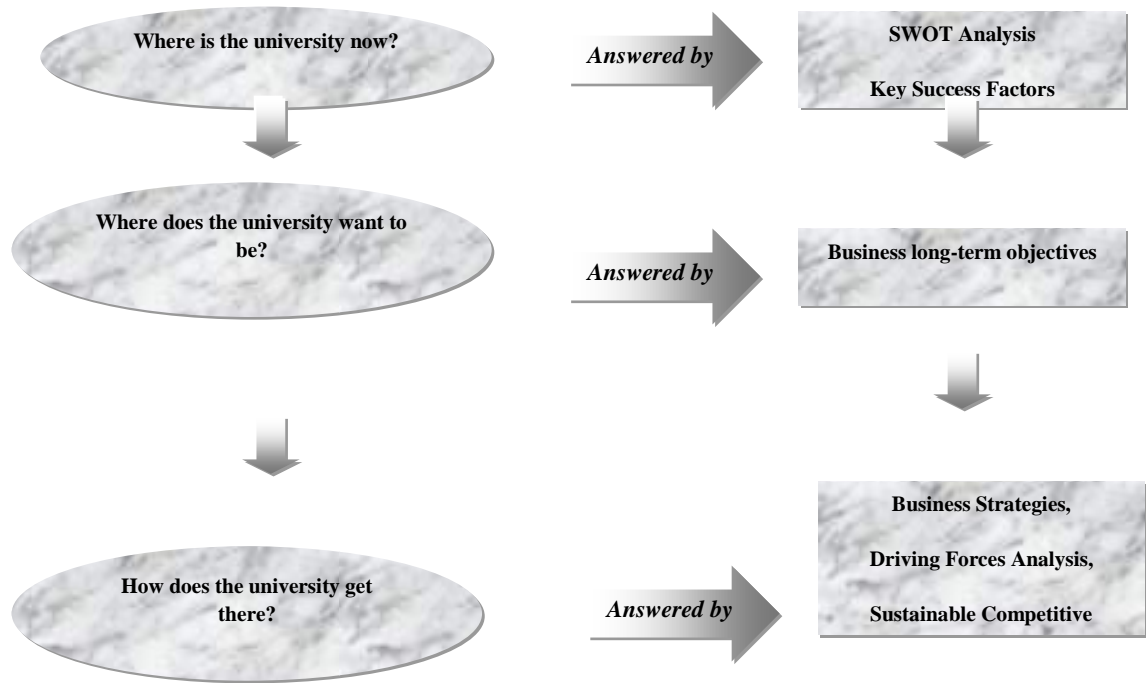 Where is the university now?
Answered by
SWOT Analysis
Key Success Factors
Where does the university want to
be?
Answered by
Business long-term objectives
How does the university get
there?
Answered by
Business Strategies,
Driving Forces Analysis,
Sustainable Competitive